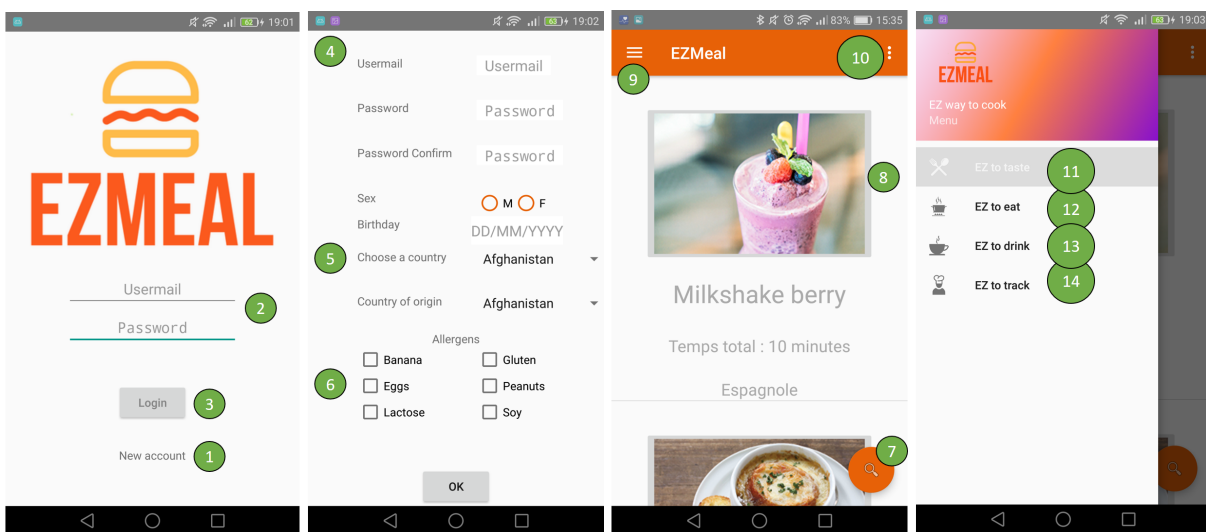 62 19:01
EZMEAL
Usermail
2
Password
Login
3
New account
1
63 19:02
4
Usermail
Usermail
Password
Password
Password Confirm
Password
Sex
M
F
Birthday
DD/MM/YYYY
5
Choose a country
Afghanistan
Country of origin
Afghanistan
Allergens
Banana
Gluten
6
Eggs
Peanuts
Lactose
Soy
OK
83% 15:35
EZMeal
10
9
8
Milkshake berry
Temps total : 10 minutes
Espagnole
7
63 19:03
EZMEAL
EZ way to cook
Menu
EZ to taste
11
EZ to eat
12
EZ to drink
13
EZ to track
14